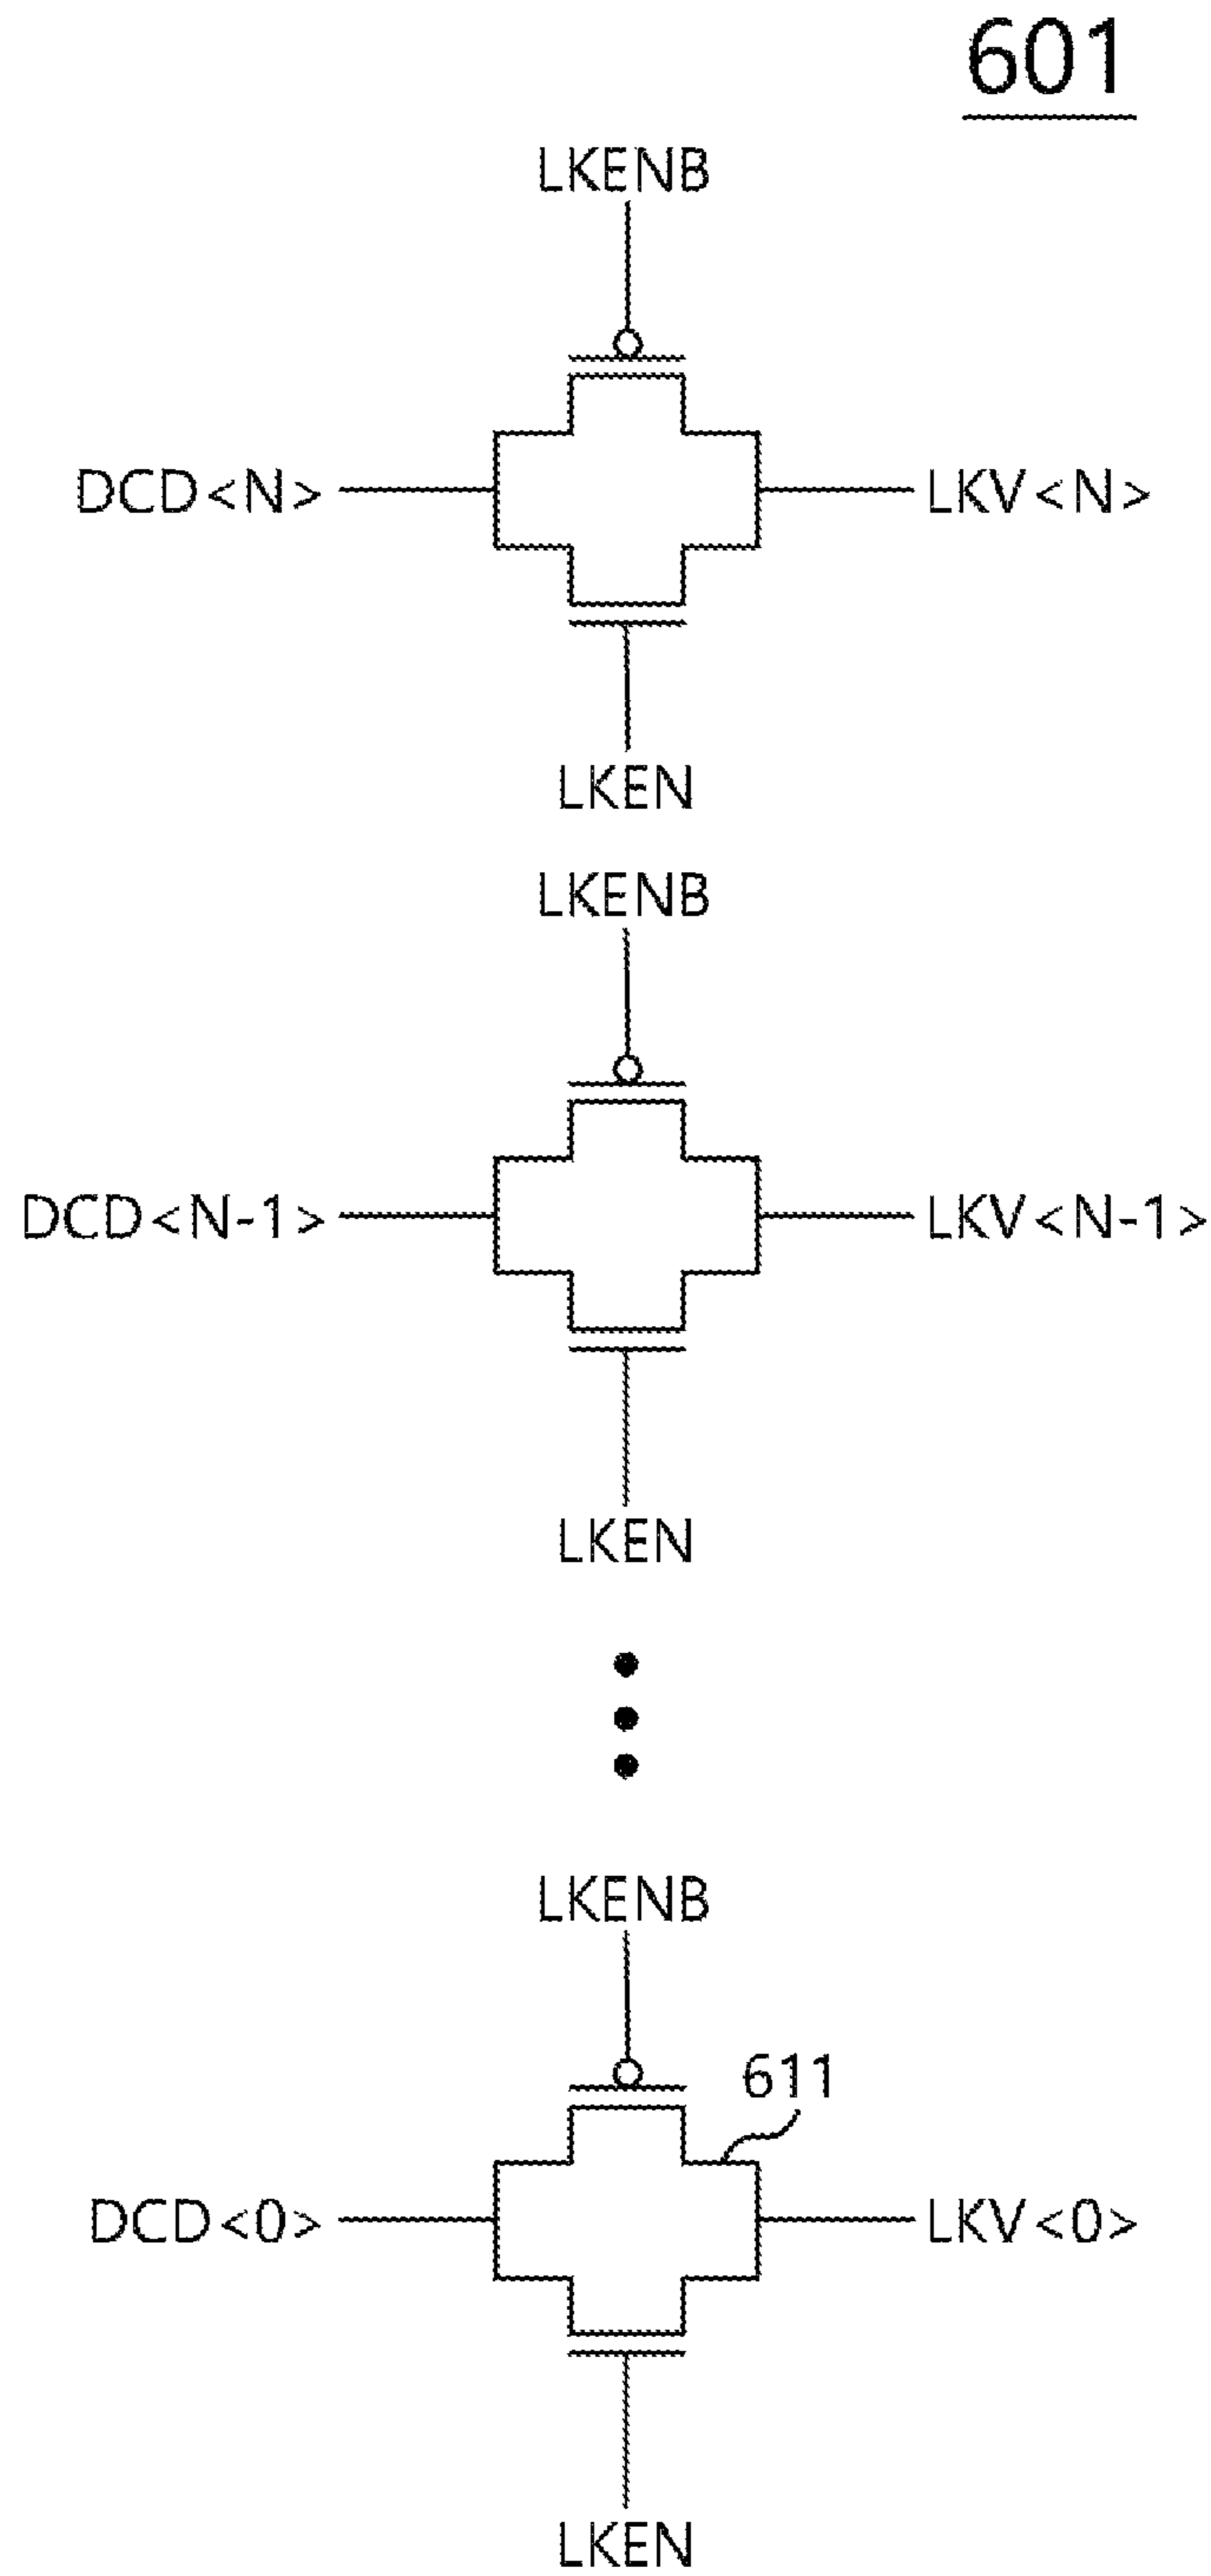 601
LKENB
DCD<N>
LKV<N>
LKEN
LKENB
DCD<N-1>
LKV<N-1>
LKEN
LKENB
611
DCD<0>
LKV<0>
LKEN